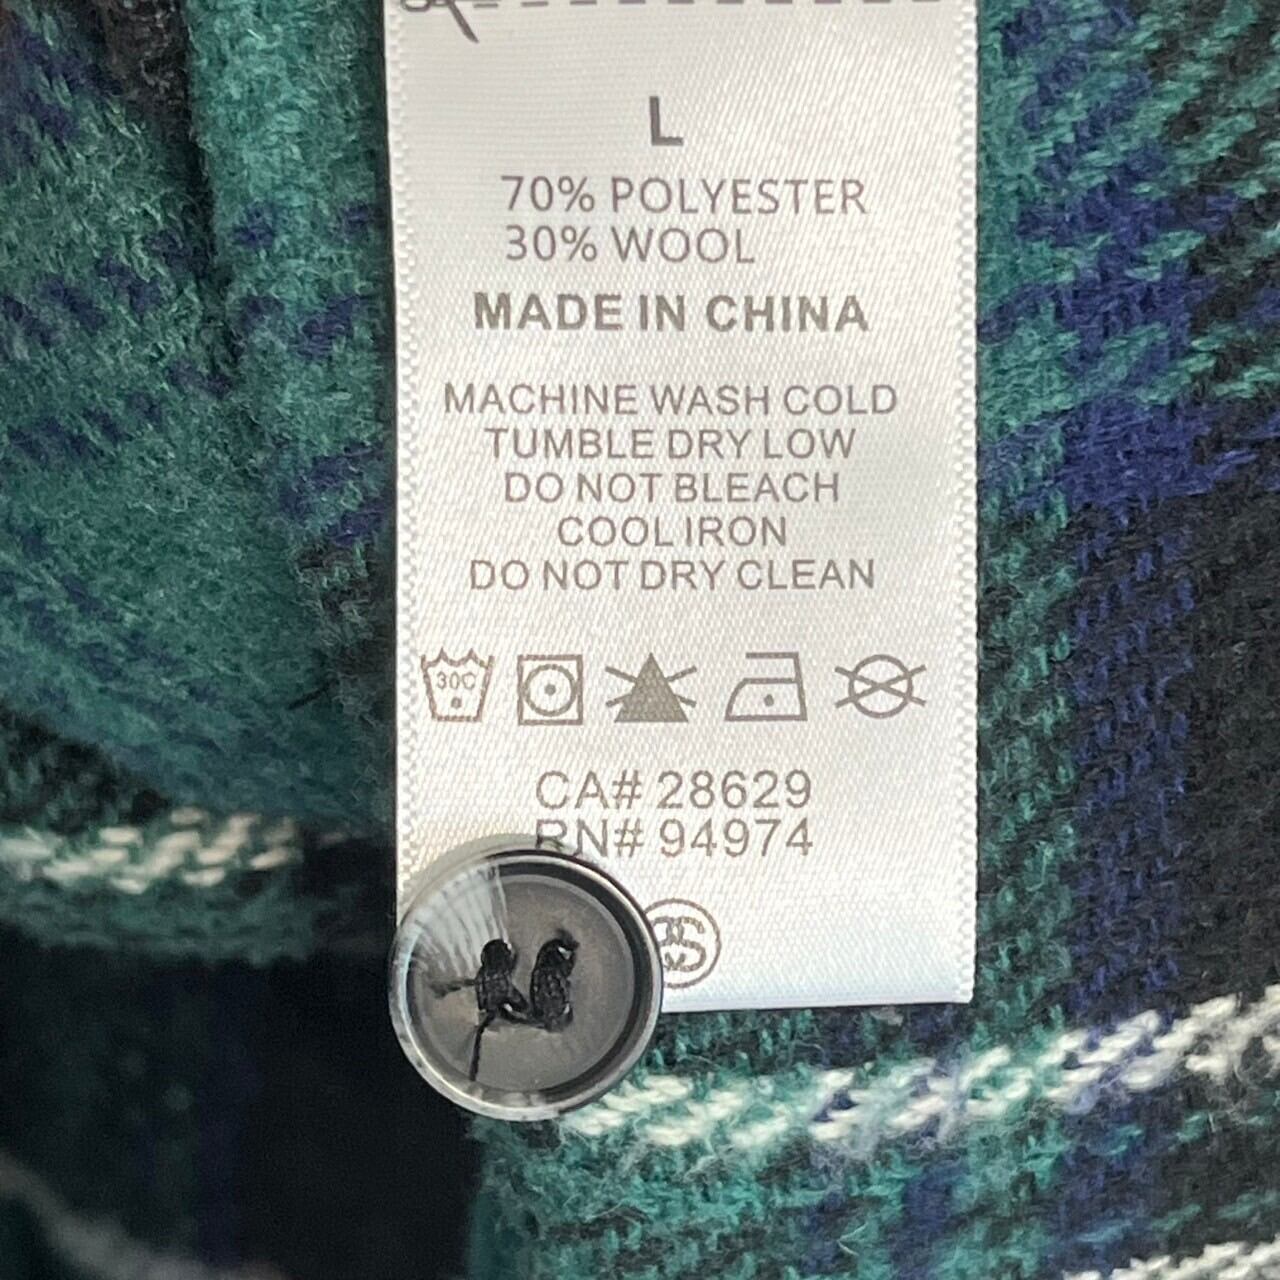 L
70% POLYESTER
30% WOOL
MADE IN CHINA
MACHINE WASH COLD
TUMBLE DRY LOW
DO NOT BLEACH
COOL IRON
DO NOT DRY CLEAN
30C
CA# 28629
RN# 94974